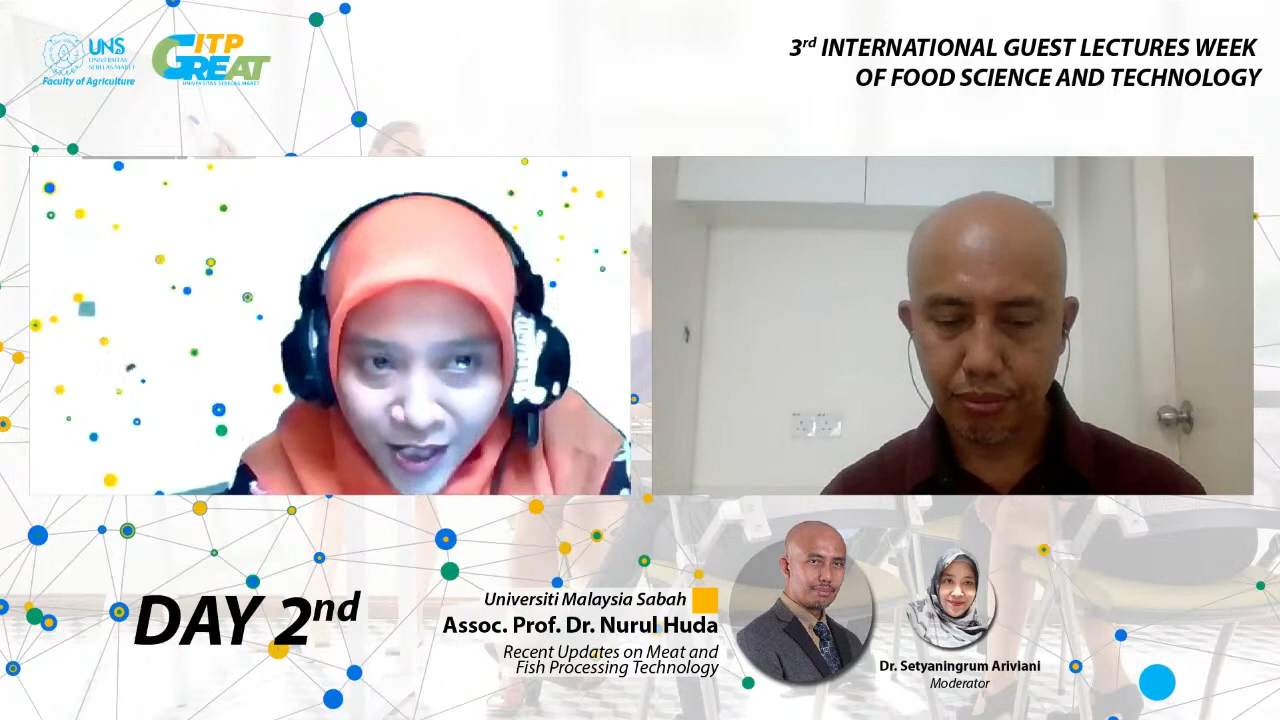 UNS
UNIVERSITAS
SEBELAS MARET
Faculty of Agriculture
ITP
GREAT
UNIVERSITAS SEBELAS MARET
3rd INTERNATIONAL GUEST LECTURES WEEK
OF FOOD SCIENCE AND TECHNOLOGY
DAY 2nd
Universiti Malaysia Sabah
Assoc. Prof. Dr. Nurul Huda
Recent Updates on Meat and
Fish Processing Technology
Dr. Setyaningrum Ariviani
Moderator